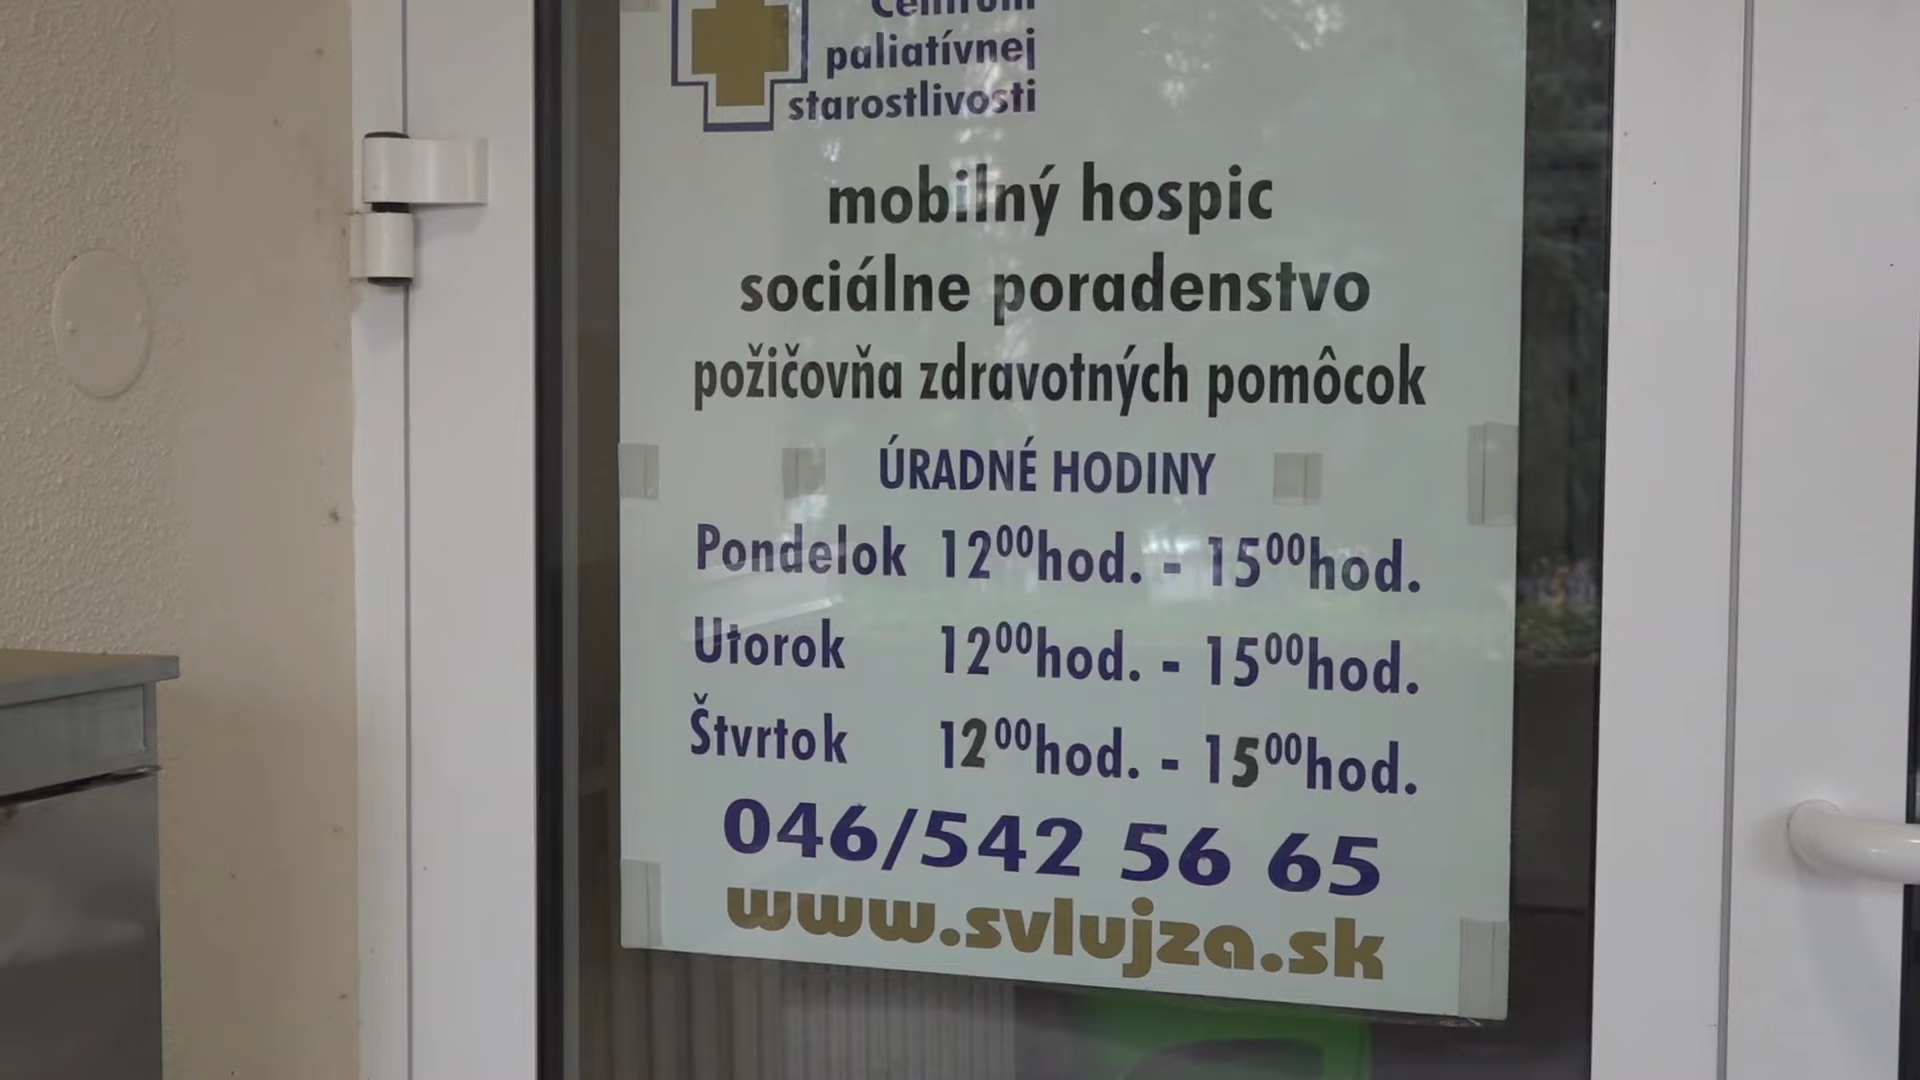 Centrum
paliatívnej
starostlivosti
mobilný hospic
sociálne poradenstvo
požičovňa zdravotných pomôcok
ÚRADNÉ HODINY
Pondelok 12⁰⁰hod. - 15⁰⁰hod.
Utorok 12⁰⁰hod. - 15⁰⁰hod.
Štvrtok 12⁰⁰hod. - 15⁰⁰hod.
046/542 56 65
www.svlujza.sk